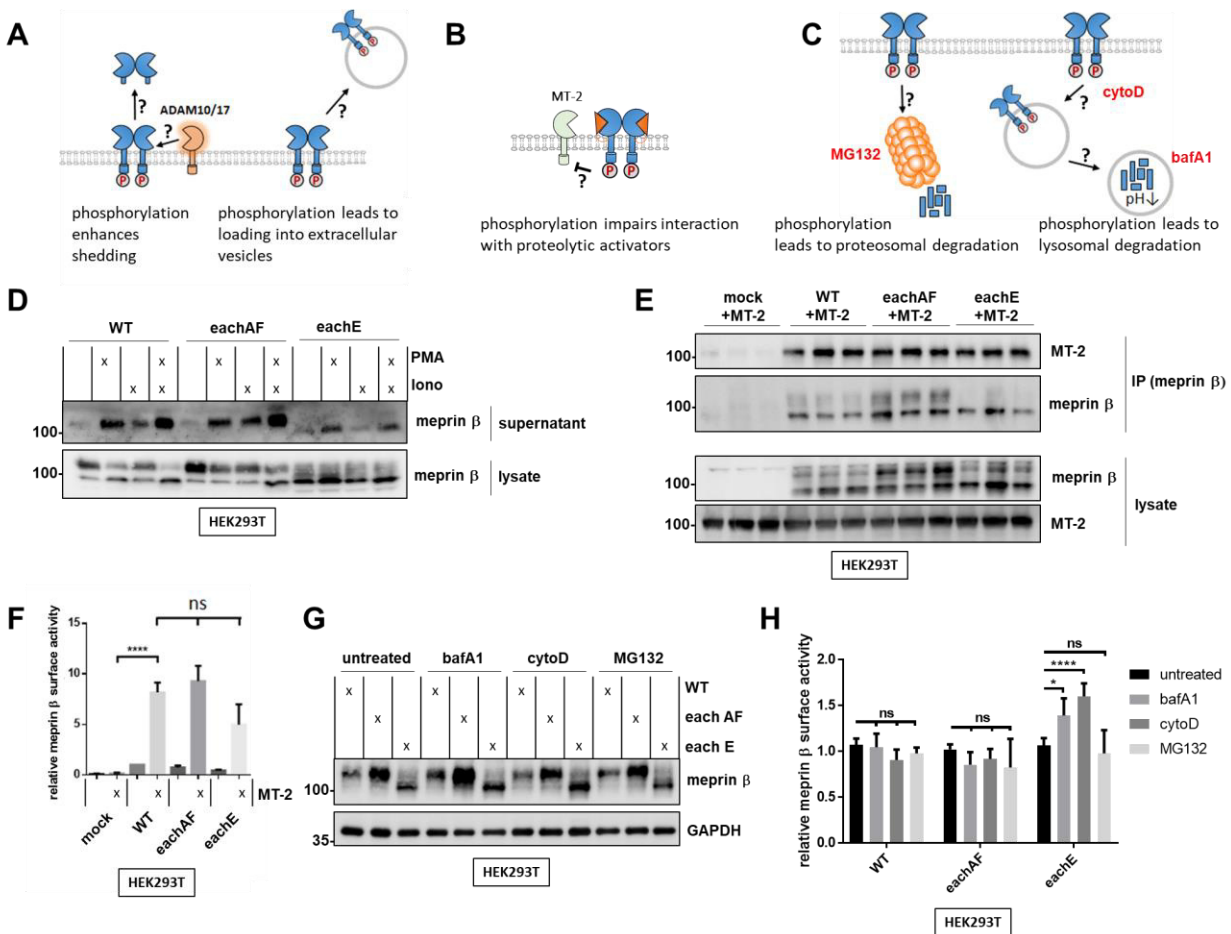 A
?
ADAM10/17
?
?
P P
P P
phosphorylation
enhances
shedding
phosphorylation leads to
loading into extracellular
vesicles
B
MT-2
?
P P
phosphorylation impairs interaction
with proteolytic activators
C
P P
P P
?
?
cytoD
MG132
?
bafA1
pH↓
phosphorylation
leads to proteosomal degradation
phosphorylation leads to
lysosomal degradation
D
WT eachAF eachE
x x x x x x PMA
x x x x x x Iono
100 meprin β supernatant
100 meprin β lysate
HEK293T
E
mock +MT-2
WT +MT-2
eachAF +MT-2
eachE +MT-2
100 MT-2
100 meprin β
IP (meprin β)
100 meprin β
100 MT-2
lysate
HEK293T
F
relative meprin β surface activity
15
10
5
0
ns
****
x x x x MT-2
mock WT eachAF eachE
HEK293T
G
untreated bafA1 cytoD MG132
x x x x WT
x x x x each AF
x x x x each E
100 meprin β
35 GAPDH
HEK293T
H
relative meprin β surface activity
2.0
1.5
1.0
0.5
0.0
ns
ns
ns
****
*
untreated
bafA1
cytoD
MG132
WT eachAF eachE
HEK293T